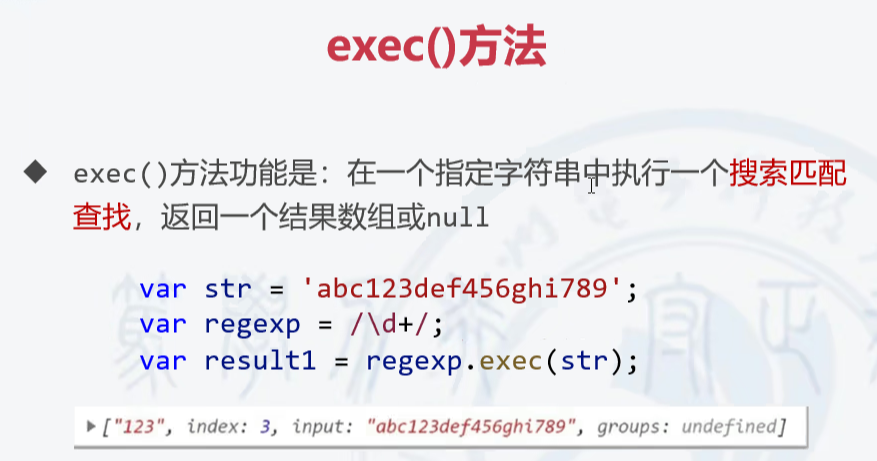 exec()方法
◆ exec()方法功能是：在一个指定字符串中执行一个搜索匹配
查找，返回一个结果数组或null
var str = 'abc123def456ghi789';
var regexp = /\d+/;
var result1 = regexp.exec(str);
▶ ["123", index: 3, input: "abc123def456ghi789", groups: undefined]